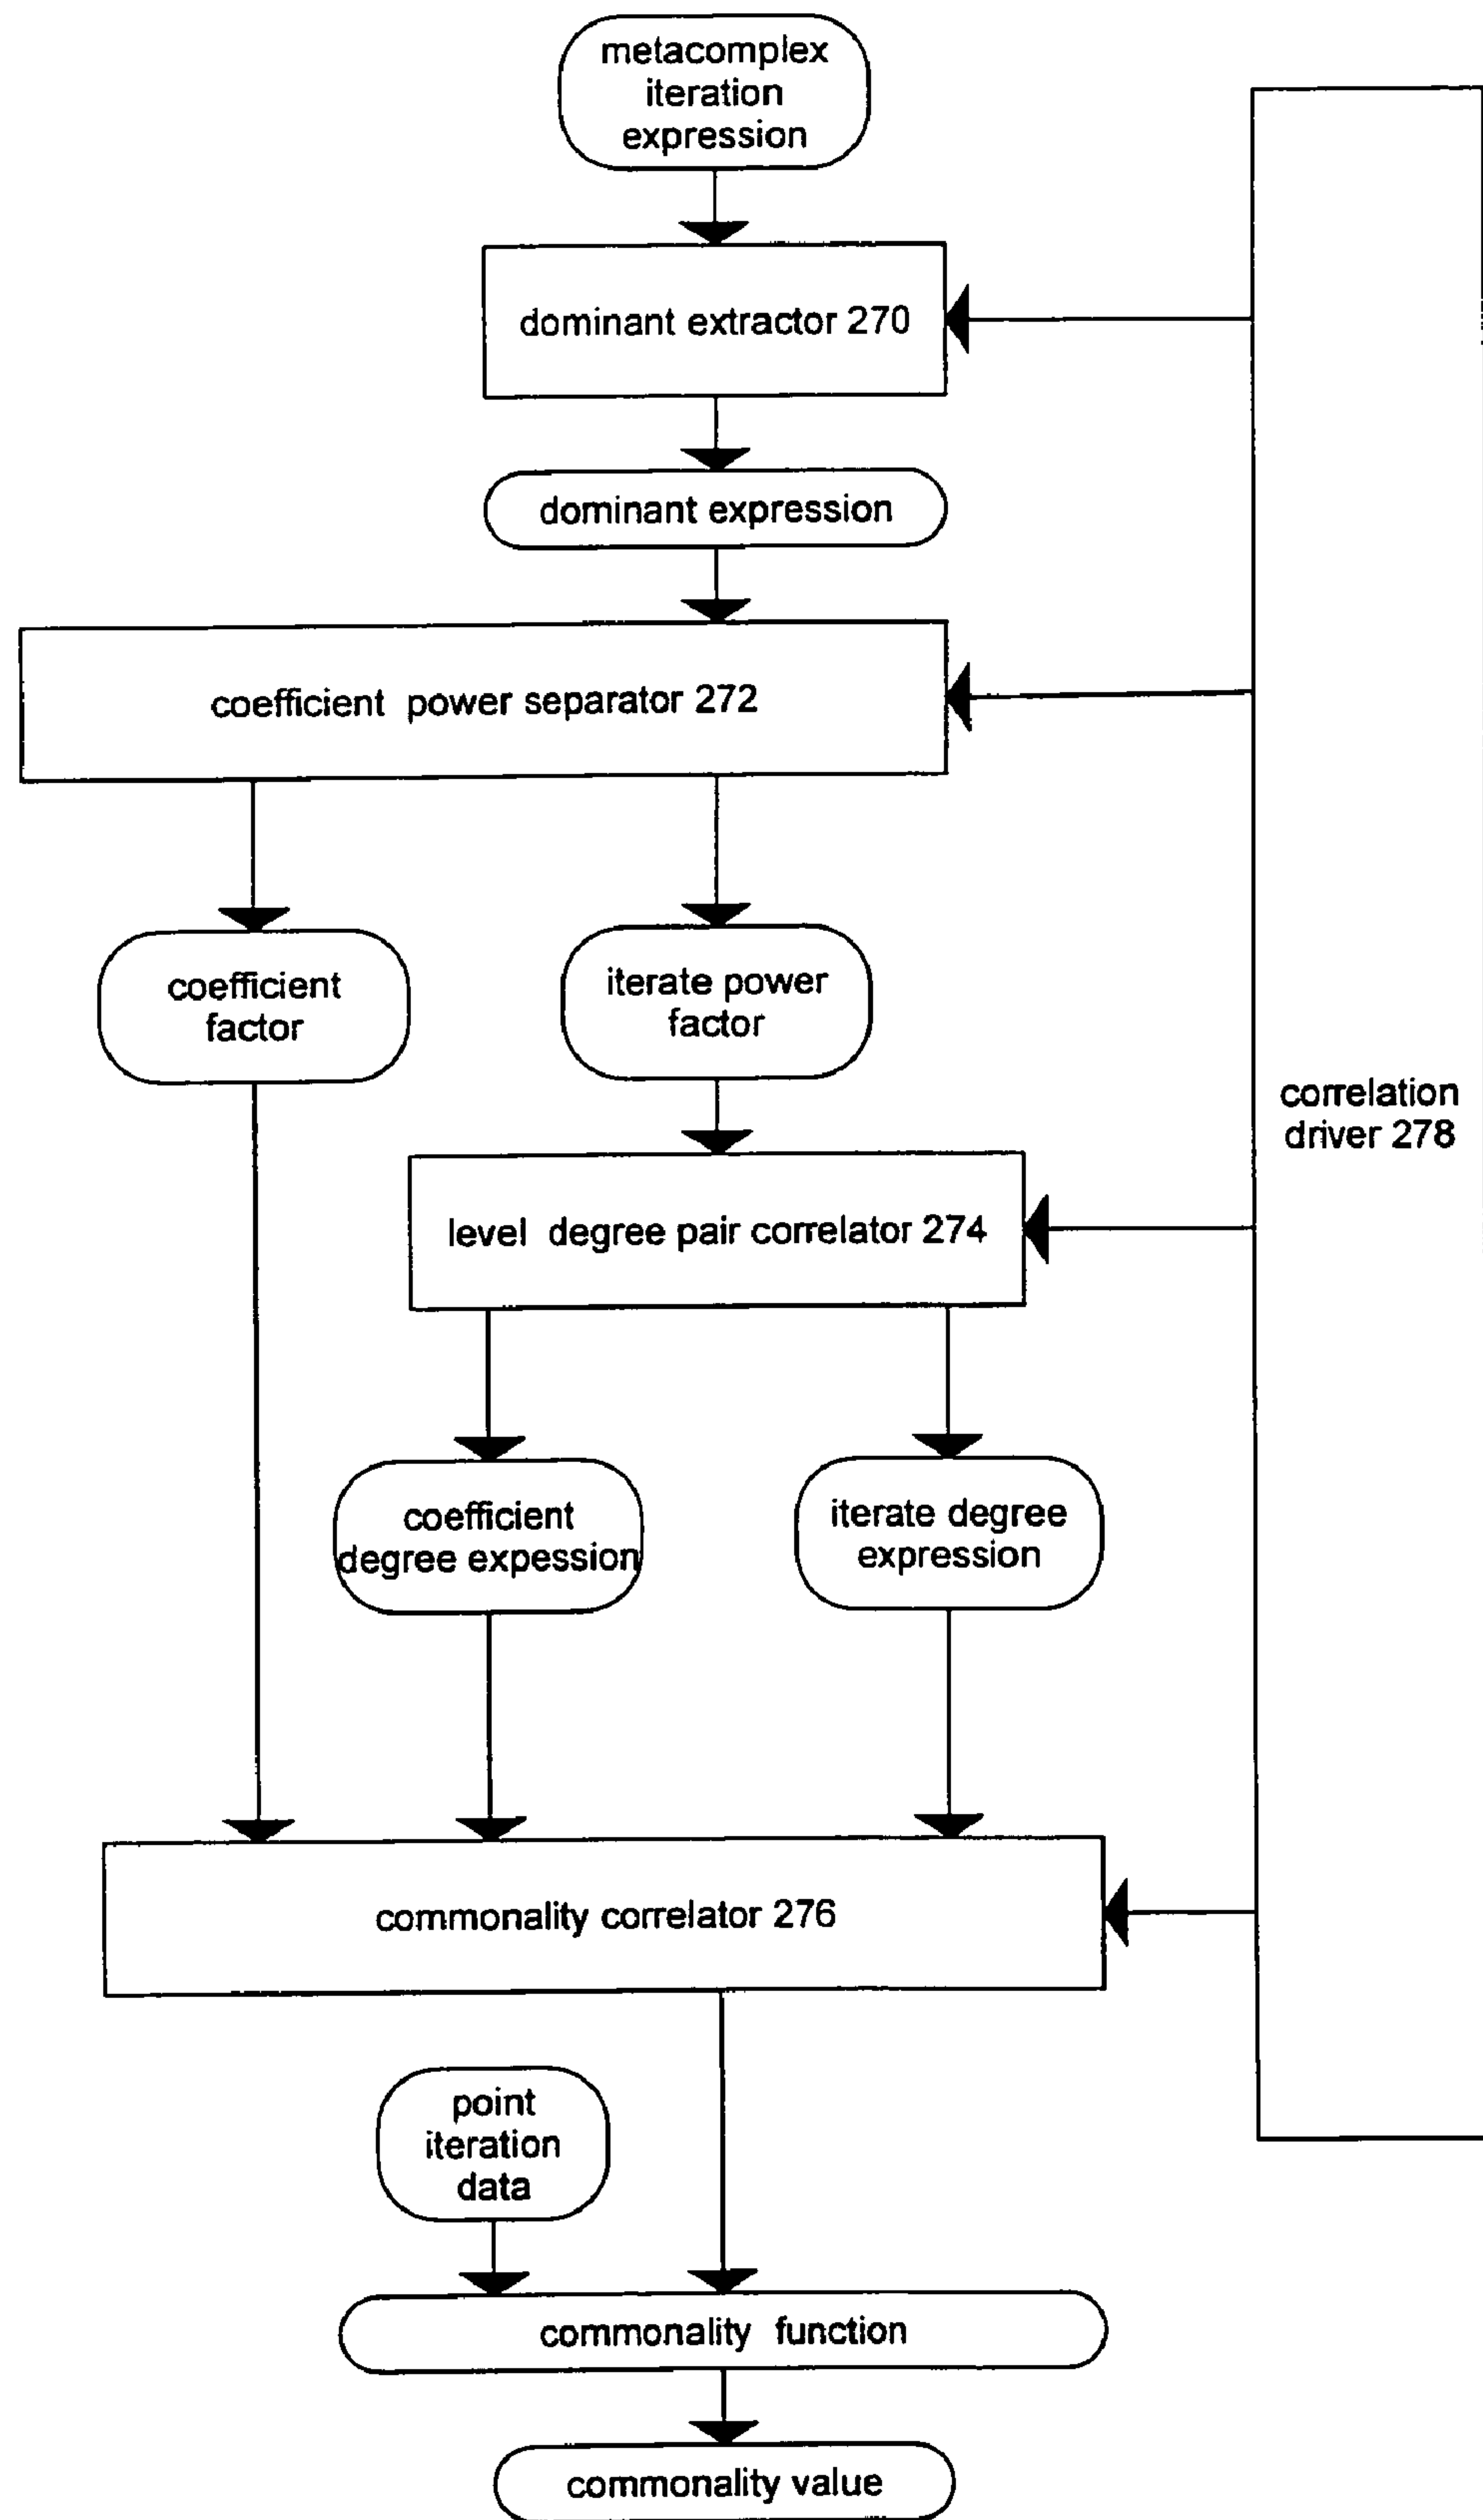 metacomplex
iteration
expression
dominant extractor 270
dominant expression
coefficient power separator 272
coefficient
factor
iterate power
factor
correlation
driver 278
level degree pair correlator 274
coefficient
degree expession
iterate degree
expression
commonality correlator 276
point
iteration
data
commonality function
commonality value